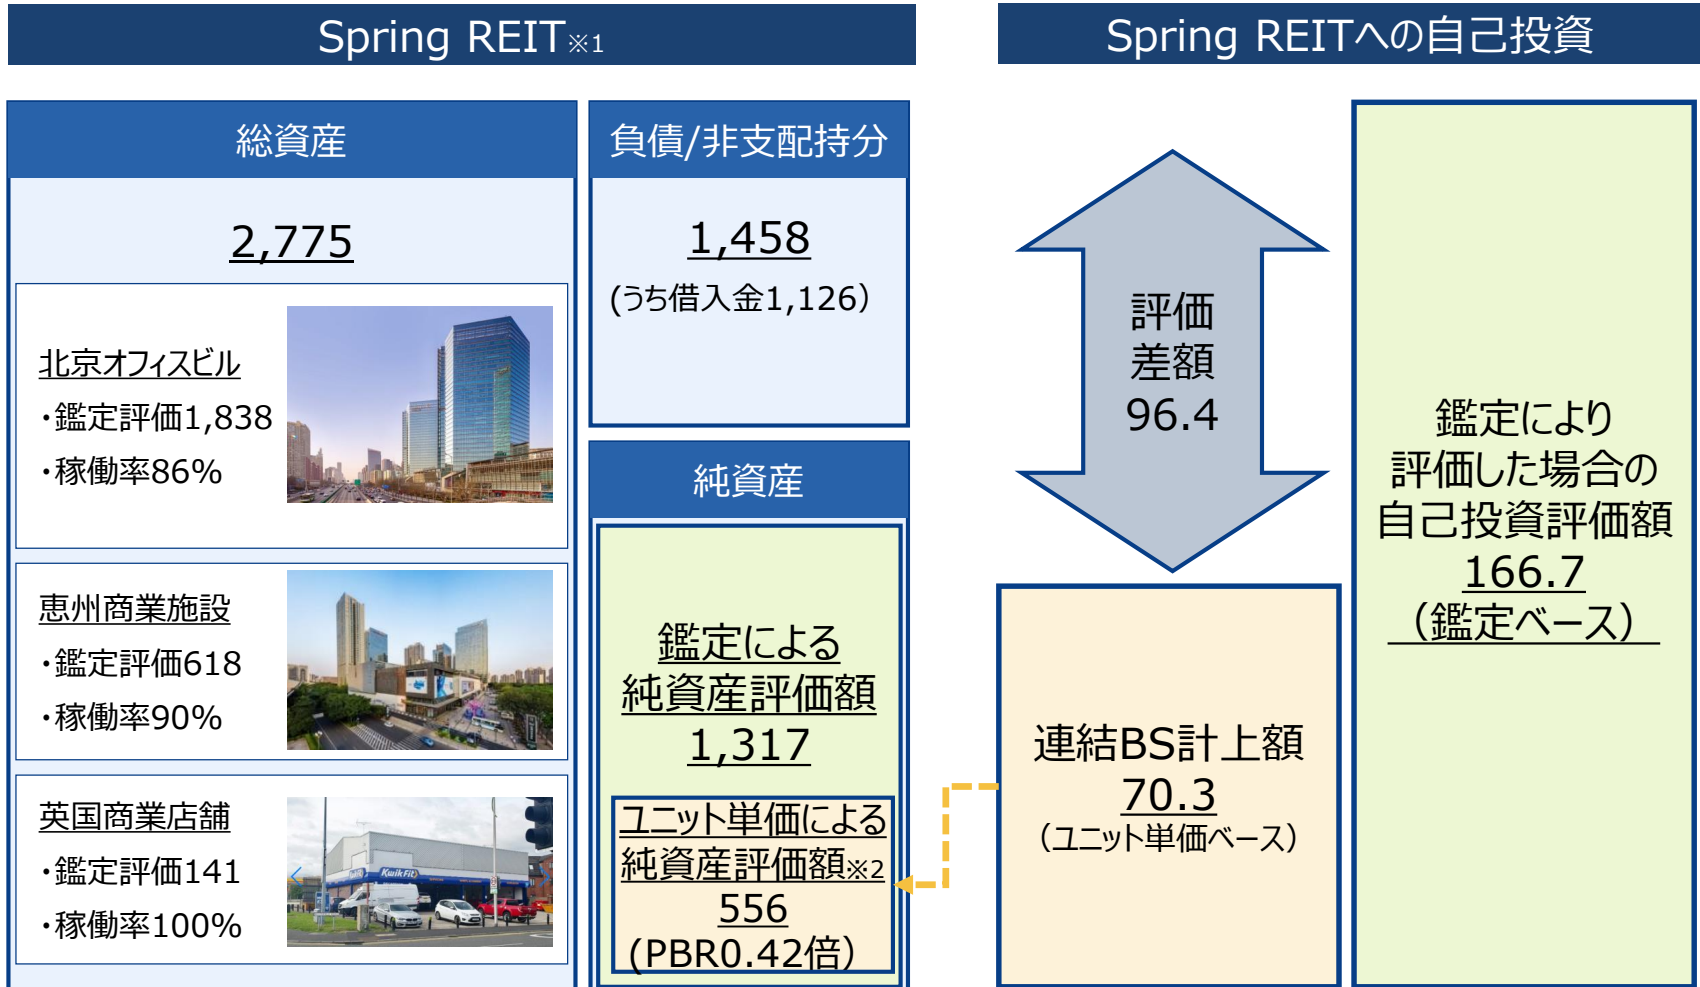 Spring REIT※1
総資産
2,775
北京オフィスビル
・鑑定評価1,838
・稼働率86%
恵州商業施設
・鑑定評価618
・稼働率90%
英国商業店舗
・鑑定評価141
・稼働率100%
KwikFit
負債/非支配持分
1,458
(うち借入金1,126）
純資産
鑑定による
純資産評価額
1,317
ユニット単価による
純資産評価額※2
556
(PBR0.42倍）
Spring REITへの自己投資
評価
差額
96.4
連結BS計上額
70.3
（ユニット単価ベース）
鑑定により
評価した場合の
自己投資評価額
166.7
（鑑定ベース）